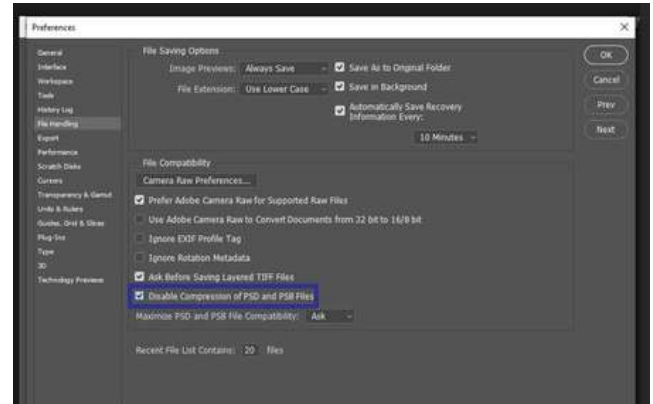 Preferences
General
Interface
Workspace
Tools
History Log
File Handling
Export
Performance
Scratch Disks
Cursors
Transparency & Gamut
Units & Rulers
Guides, Grid & Slices
Plug-Ins
Type
3D
Technology Previews
File Saving Options
Image Previews: Always Save
Save As to Original Folder
File Extension: Use Lower Case
Save in Background
Automatically Save Recovery
Information Every:
10 Minutes
File Compatibility
Camera Raw Preferences...
Prefer Adobe Camera Raw for Supported Raw Files
Use Adobe Camera Raw to Convert Documents from 32 bit to 16/8 bit
Ignore EXIF Profile Tag
Ignore Rotation Metadata
Ask Before Saving Layered TIFF Files
Disable Compression of PSD and PSB Files
Maximize PSD and PSB File Compatibility: Ask
Recent File List Contains: 20 files
OK
Cancel
Prev
Next